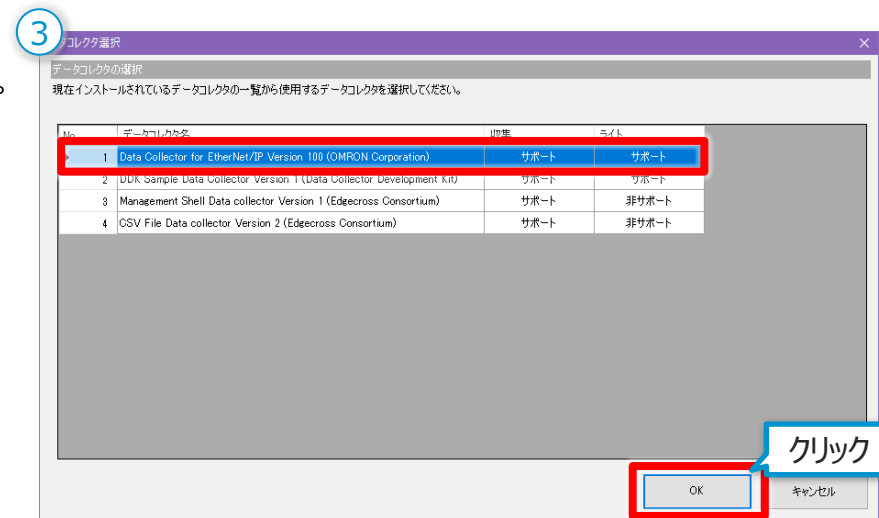 3
タコレクタ選択
データコレクタの選択
現在インストールされているデータコレクタの一覧から使用するデータコレクタを選択してください。
No. データコレクタ名 収集 ライト
1 Data Collector for EtherNet/IP Version 100 (OMRON Corporation) サポート サポート
2 DDK Sample Data Collector Version 1 (Data Collector Development Kit) サポート サポート
3 Management Shell Data collector Version 1 (Edgecross Consortium) サポート 非サポート
4 CSV File Data collector Version 2 (Edgecross Consortium) サポート 非サポート
クリック
OK キャンセル